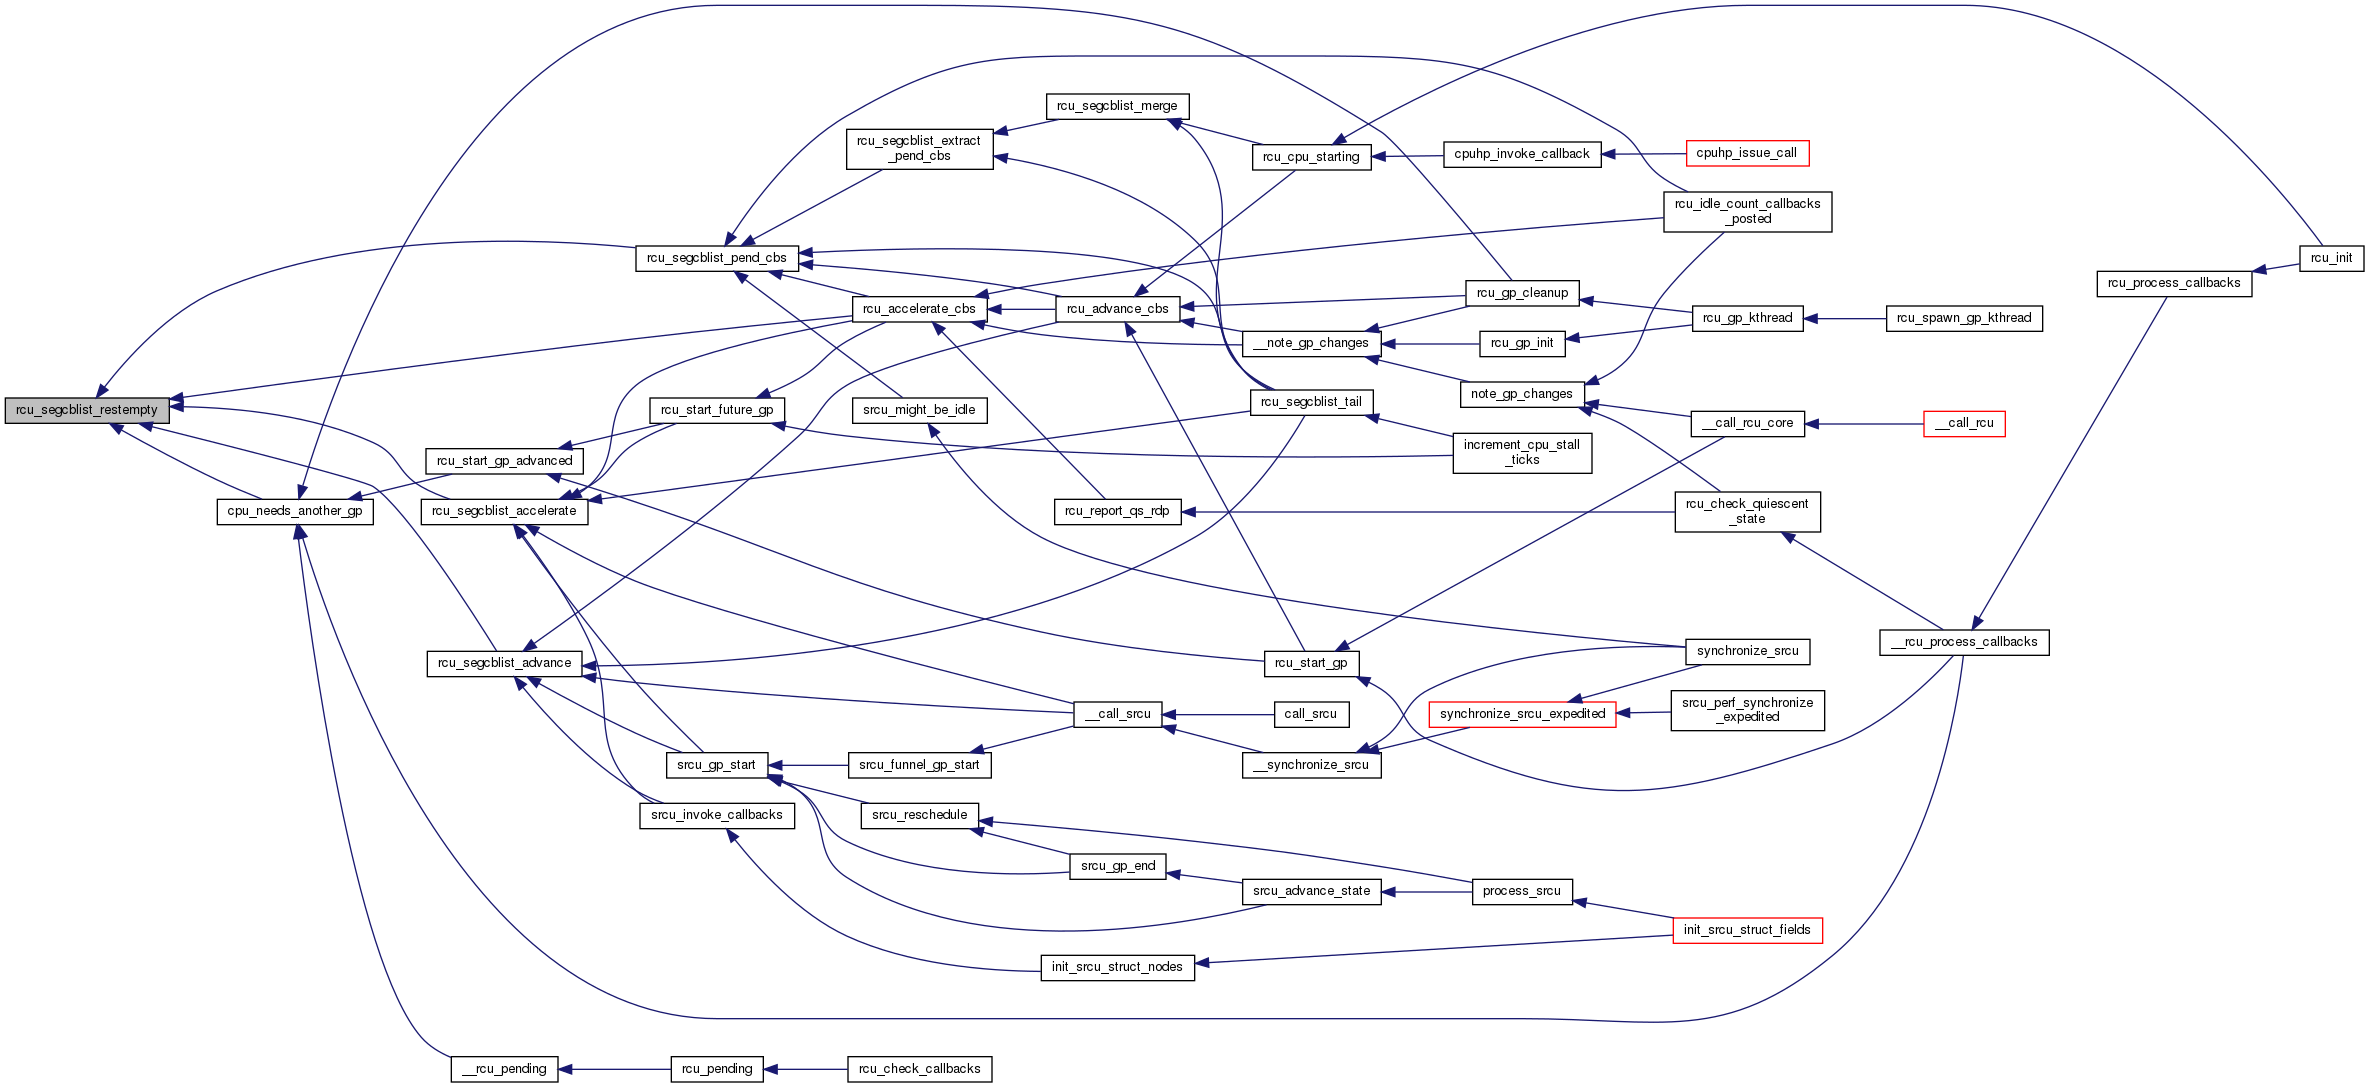 rcu_segcblist_restempty
cpu_needs_another_gp
rcu_start_gp_advanced
rcu_segcblist_accelerate
rcu_segcblist_advance
__rcu_pending
rcu_segcblist_pend_cbs
rcu_start_future_gp
srcu_gp_start
srcu_invoke_callbacks
rcu_pending
rcu_segcblist_extract
_pend_cbs
rcu_accelerate_cbs
srcu_might_be_idle
srcu_funnel_gp_start
srcu_reschedule
rcu_check_callbacks
rcu_segcblist_merge
rcu_advance_cbs
rcu_report_qs_rdp
__call_srcu
srcu_gp_end
init_srcu_struct_nodes
rcu_cpu_starting
__note_gp_changes
rcu_segcblist_tail
rcu_start_gp
call_srcu
__synchronize_srcu
srcu_advance_state
cpuhp_invoke_callback
rcu_gp_cleanup
rcu_gp_init
note_gp_changes
increment_cpu_stall
_ticks
synchronize_srcu_expedited
process_srcu
cpuhp_issue_call
rcu_idle_count_callbacks
_posted
rcu_gp_kthread
__call_rcu_core
rcu_check_quiescent
_state
synchronize_srcu
srcu_perf_synchronize
_expedited
init_srcu_struct_fields
rcu_spawn_gp_kthread
__call_rcu
__rcu_process_callbacks
rcu_process_callbacks
rcu_init